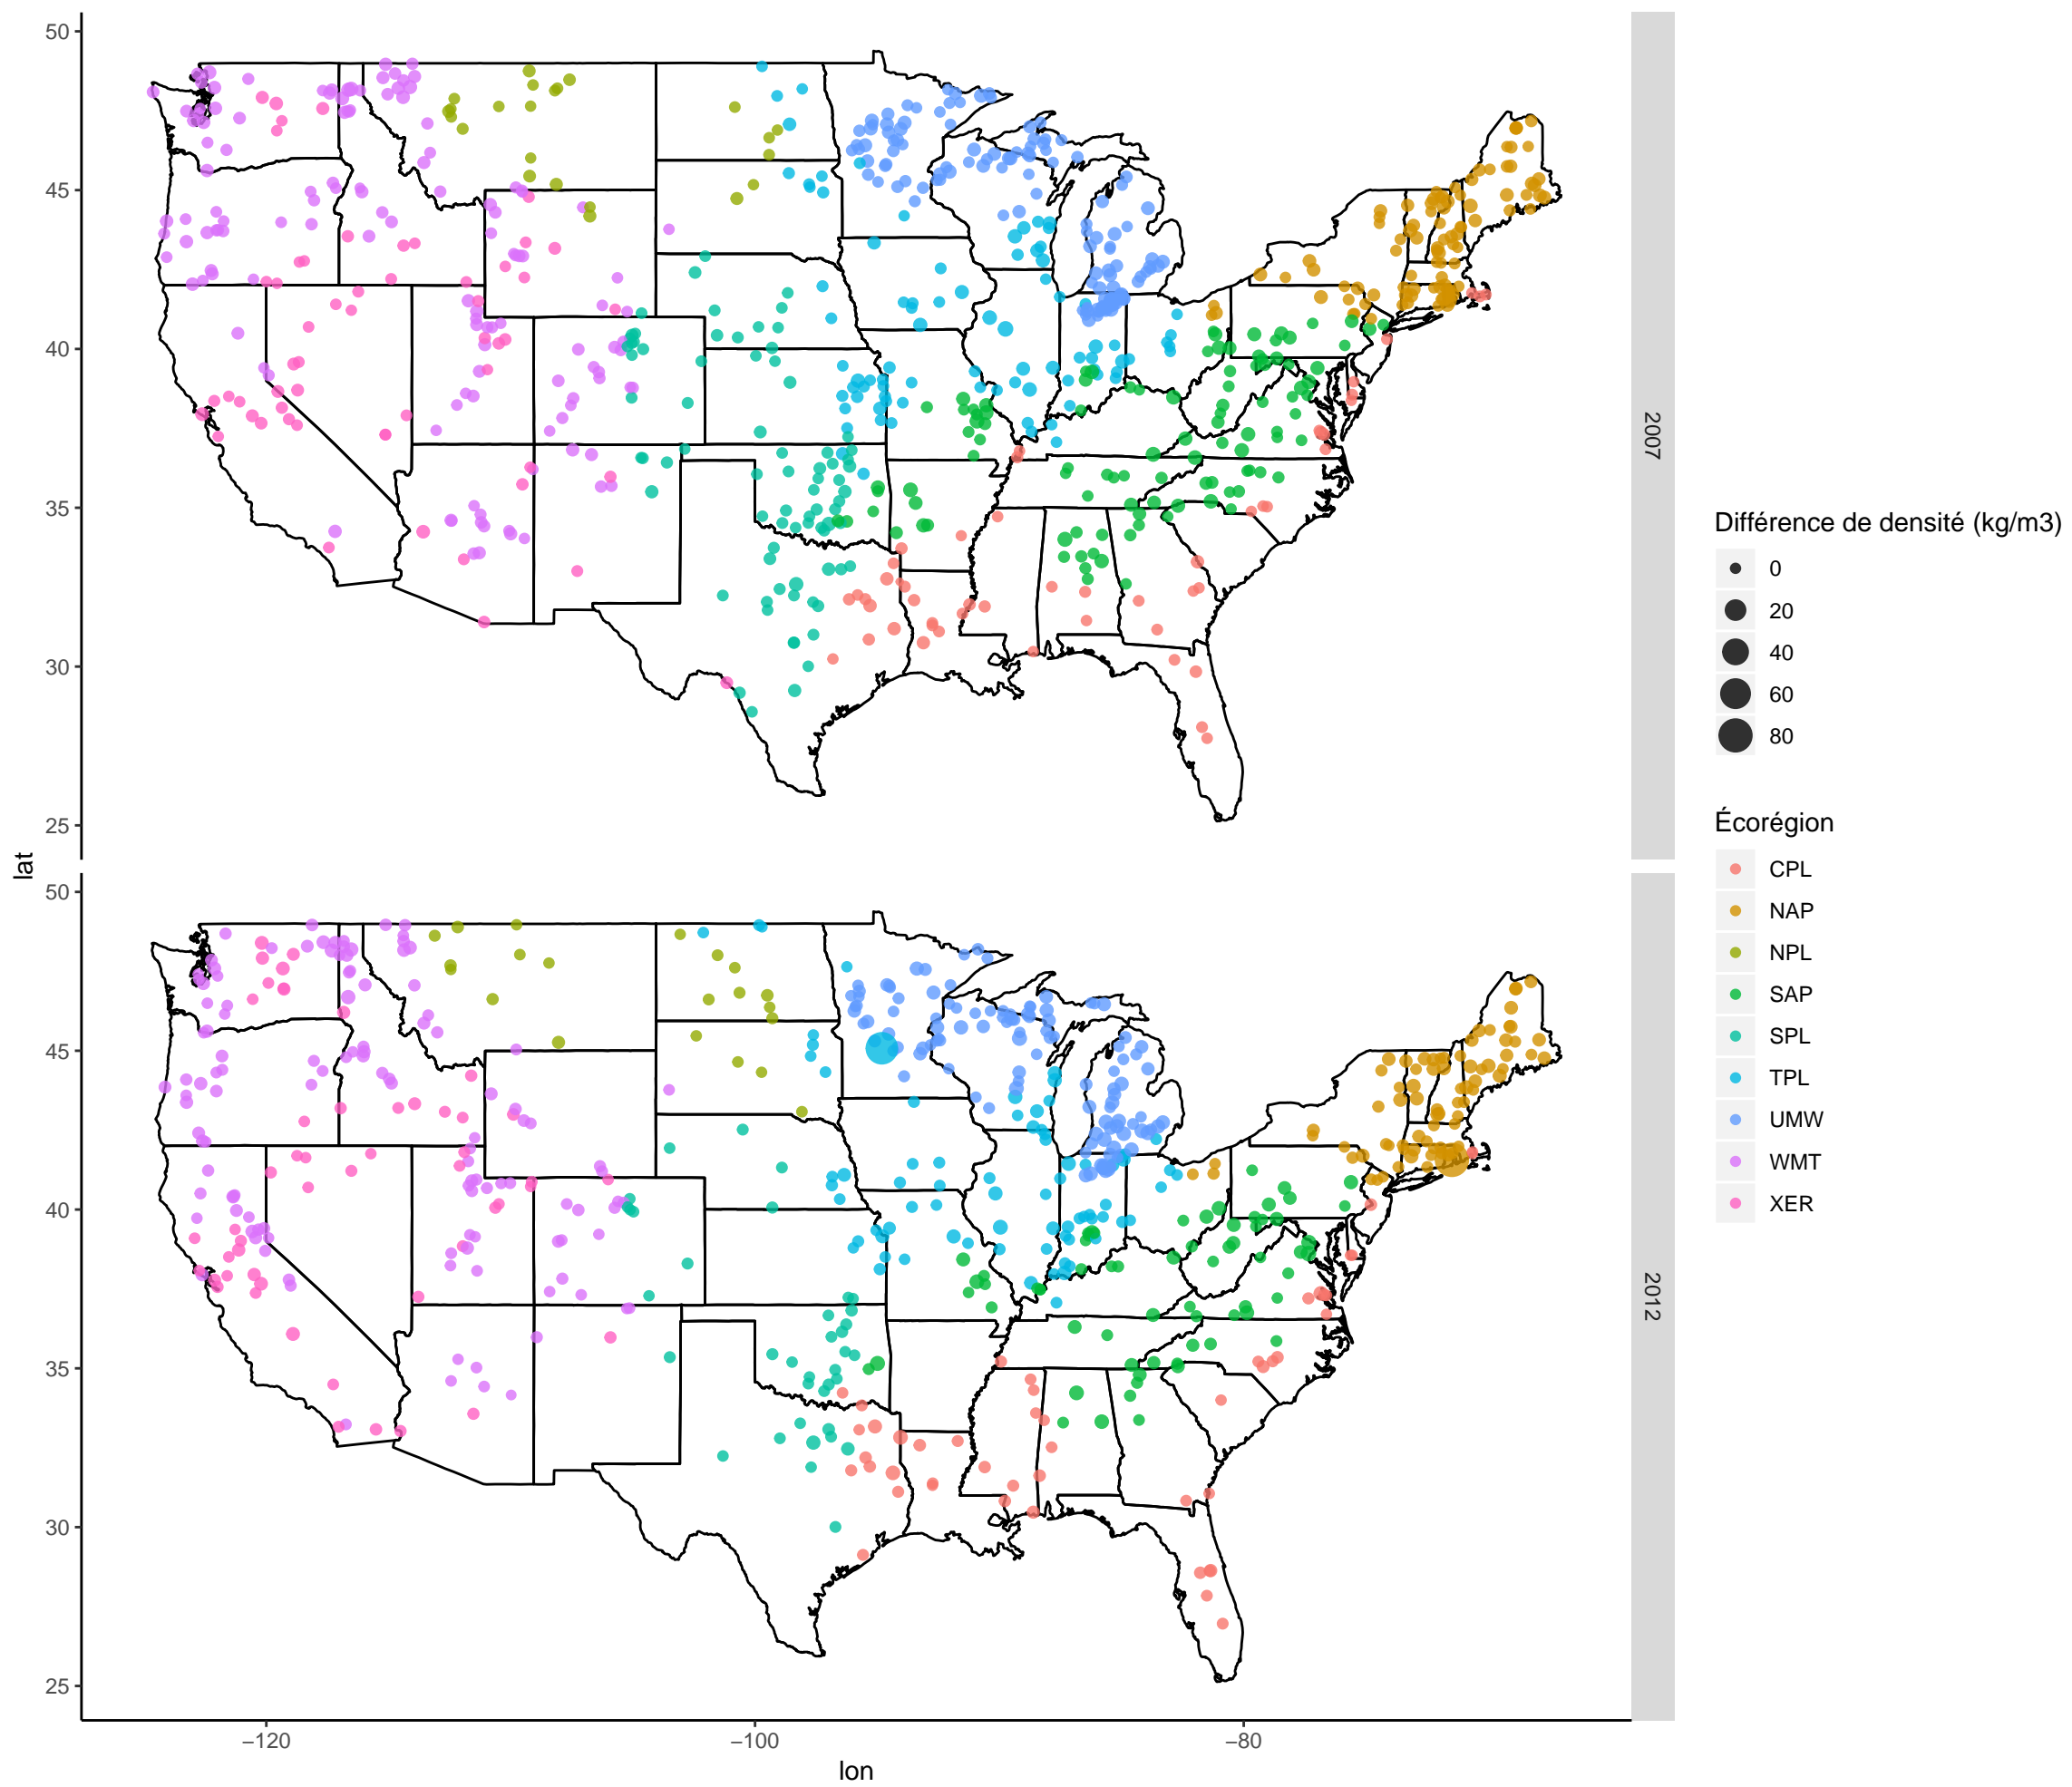 50
45
40
35
30
25
2007
50
45
40
35
30
25
2012
lat
−120
−100
−80
lon
Différence de densité (kg/m3)
0
20
40
60
80
Écorégion
CPL
NAP
NPL
SAP
SPL
TPL
UMW
WMT
XER